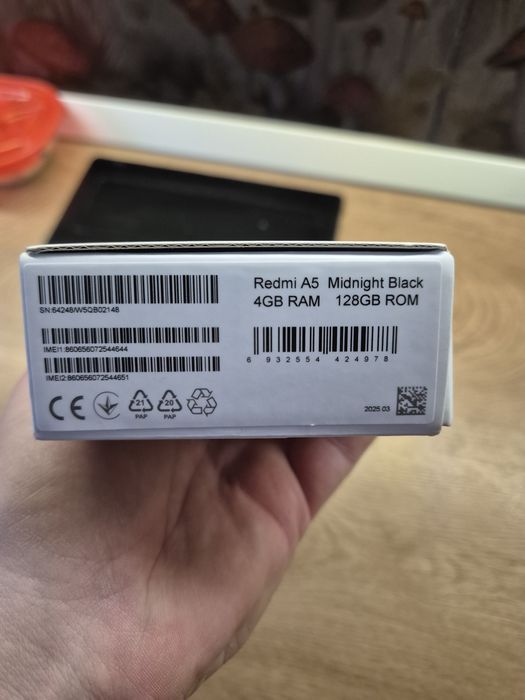 SN:64248/W5QB02148
IMEI1:860656072544644
IMEI2:860656072544651
CE
21
PAP
20
PAP
Redmi A5 Midnight Black
4GB RAM 128GB ROM
6 932554 424978
2025.03